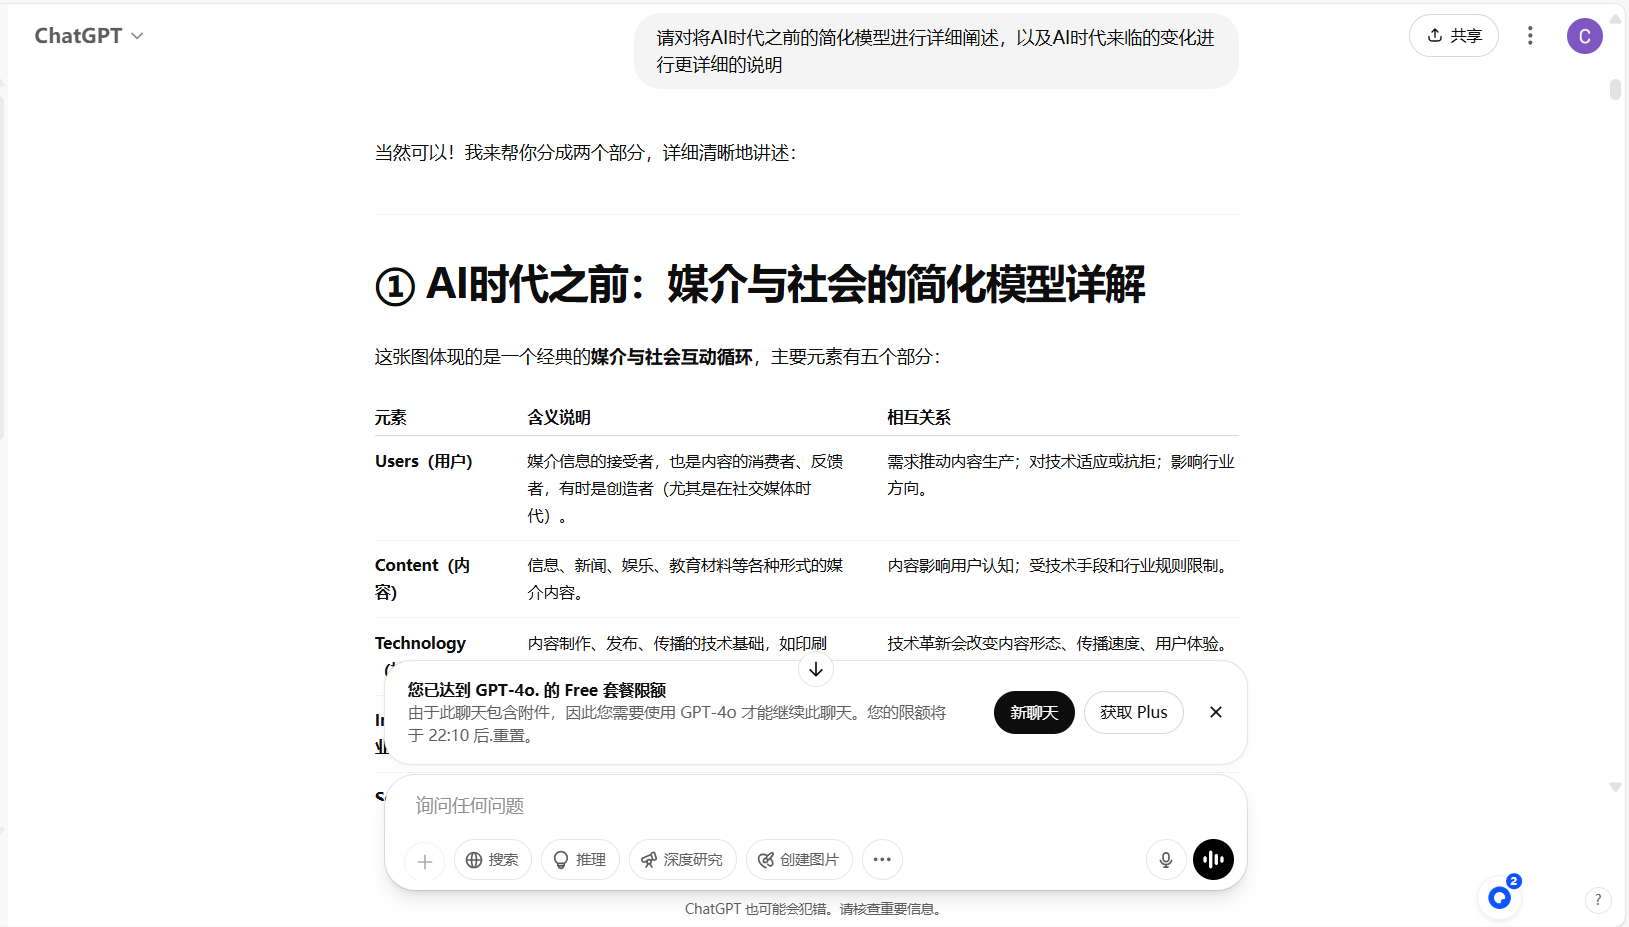 ChatGPT
请对将AI时代之前的简化模型进行详细阐述，以及AI时代来临的变化进
行更详细的说明
共享
C
当然可以！我来帮你分成两个部分，详细清晰地讲述：
① AI时代之前：媒介与社会的简化模型详解
这张图体现的是一个经典的媒介与社会互动循环，主要元素有五个部分：
元素 含义说明 相互关系
Users（用户） 媒介信息的接受者，也是内容的消费者、反馈 需求推动内容生产；对技术适应或抗拒；影响行业
者，有时是创造者（尤其是在社交媒体时 方向。
代）。
Content（内 信息、新闻、娱乐、教育材料等各种形式的媒 内容影响用户认知；受技术手段和行业规则限制。
容） 介内容。
Technology 内容制作、发布、传播的技术基础，如印刷 技术革新会改变内容形态、传播速度、用户体验。
您已达到 GPT-4o. 的 Free 套餐限额
由于此聊天包含附件，因此您需要使用 GPT-4o 才能继续此聊天。您的限额将
于 22:10 后.重置。
新聊天
获取 Plus
业
询问任何问题
搜索
推理
深度研究
创建图片
ChatGPT 也可能会犯错。请核查重要信息。
2
?